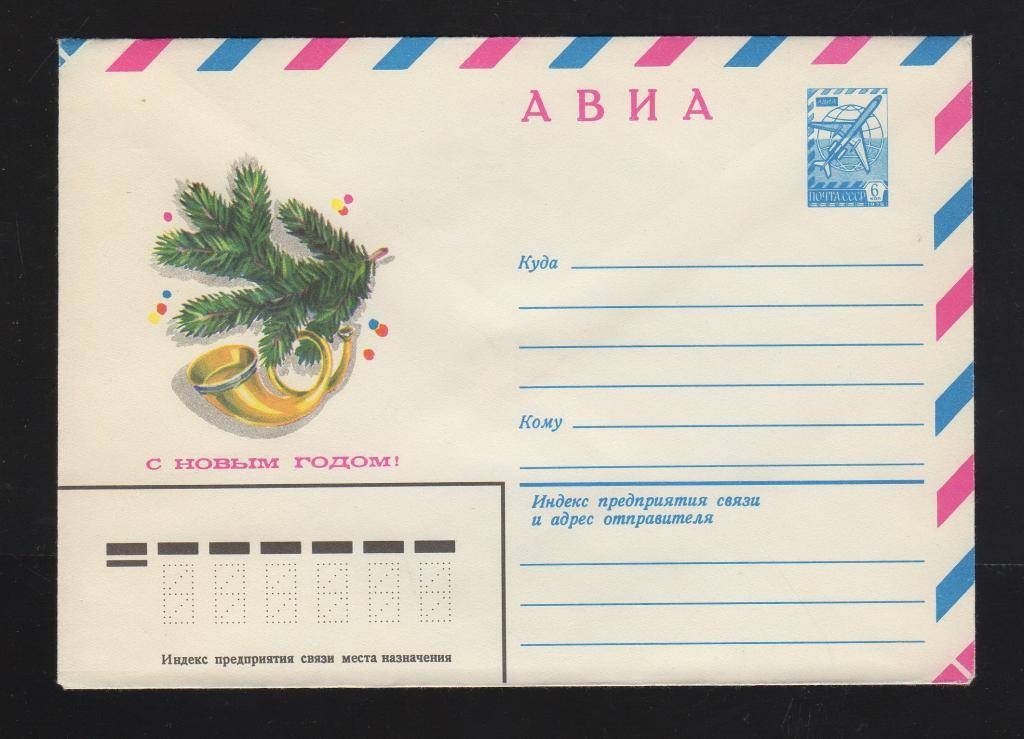 АВИА
АВИА
ПОЧТА СССР
6
коп
Куда
Кому
С НОВЫМ ГОДОМ!
Индекс предприятия связи
и адрес отправителя
Индекс предприятия связи места назначения